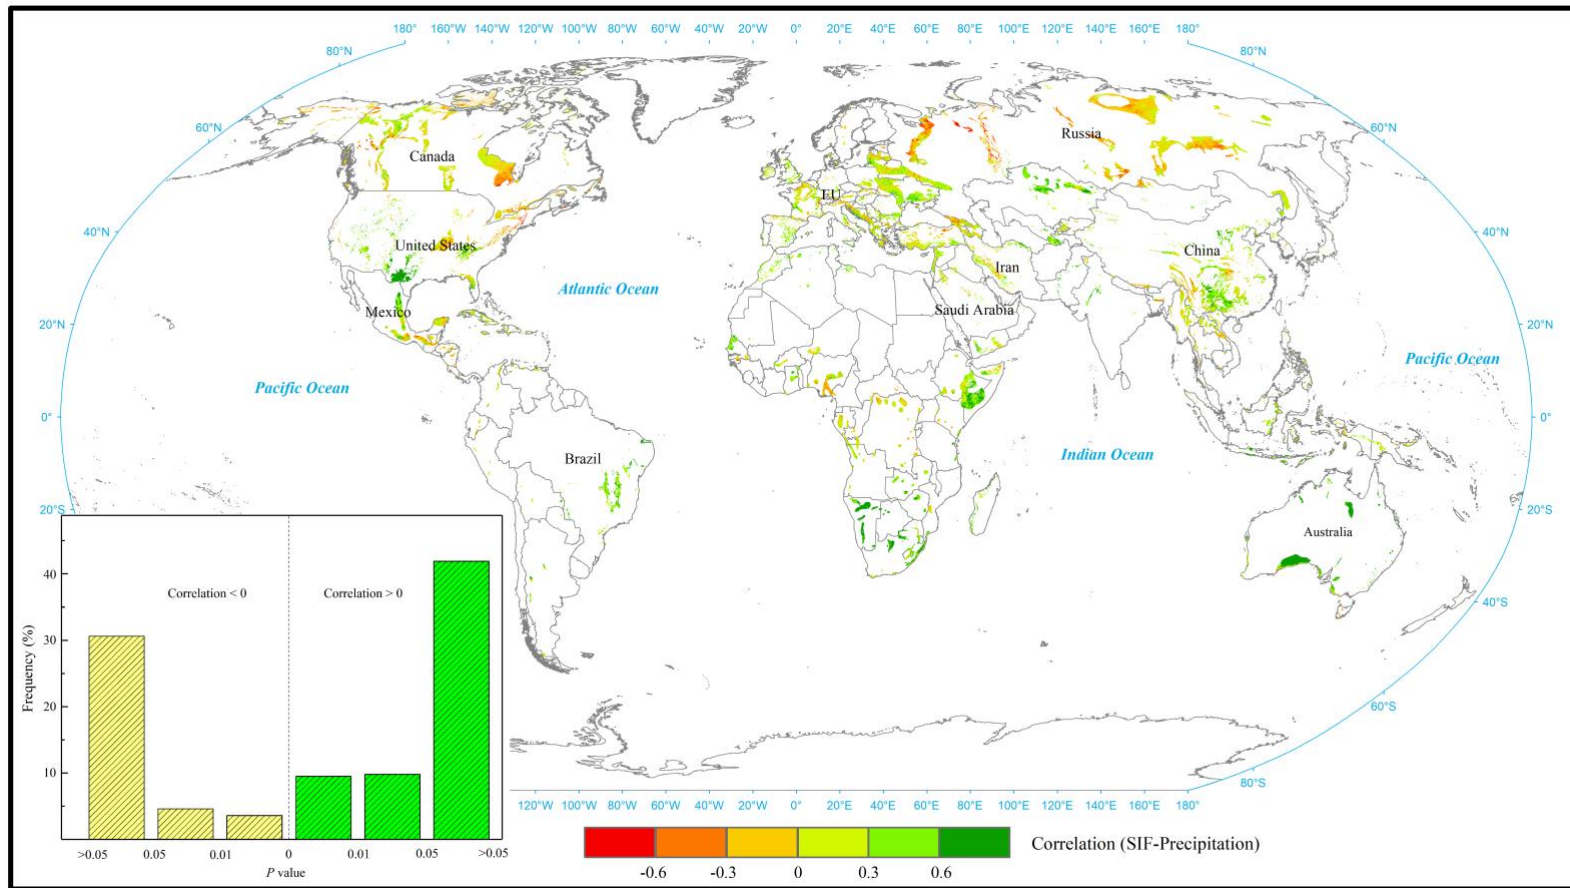 180° 160°W 140°W 120°W 100°W 80°W 60°W 40°W 20°W 0° 20°E 40°E 60°E 80°E 100°E 120°E 140°E 160°E 180°
80°N 80°N
60°N 60°N
Russia
Canada
EU
40°N 40°N
United States China
Iran
Atlantic Ocean
Mexico Saudi Arabia
20°N 20°N
Pacific Ocean Pacific Ocean
0° 0°
Brazil Indian Ocean
20°S 20°S
Australia
40°S
60°S
80°S
Correlation < 0 Correlation > 0
Frequency (%)
40
30
20
10
>0.05 0.05 0.01 0 0.01 0.05 >0.05
P value
120°W 100°W 80°W 60°W 40°W 20°W 0° 20°E 40°E 60°E 80°E 100°E 120°E 140°E 160°E 180°
Correlation (SIF-Precipitation)
-0.6 -0.3 0 0.3 0.6